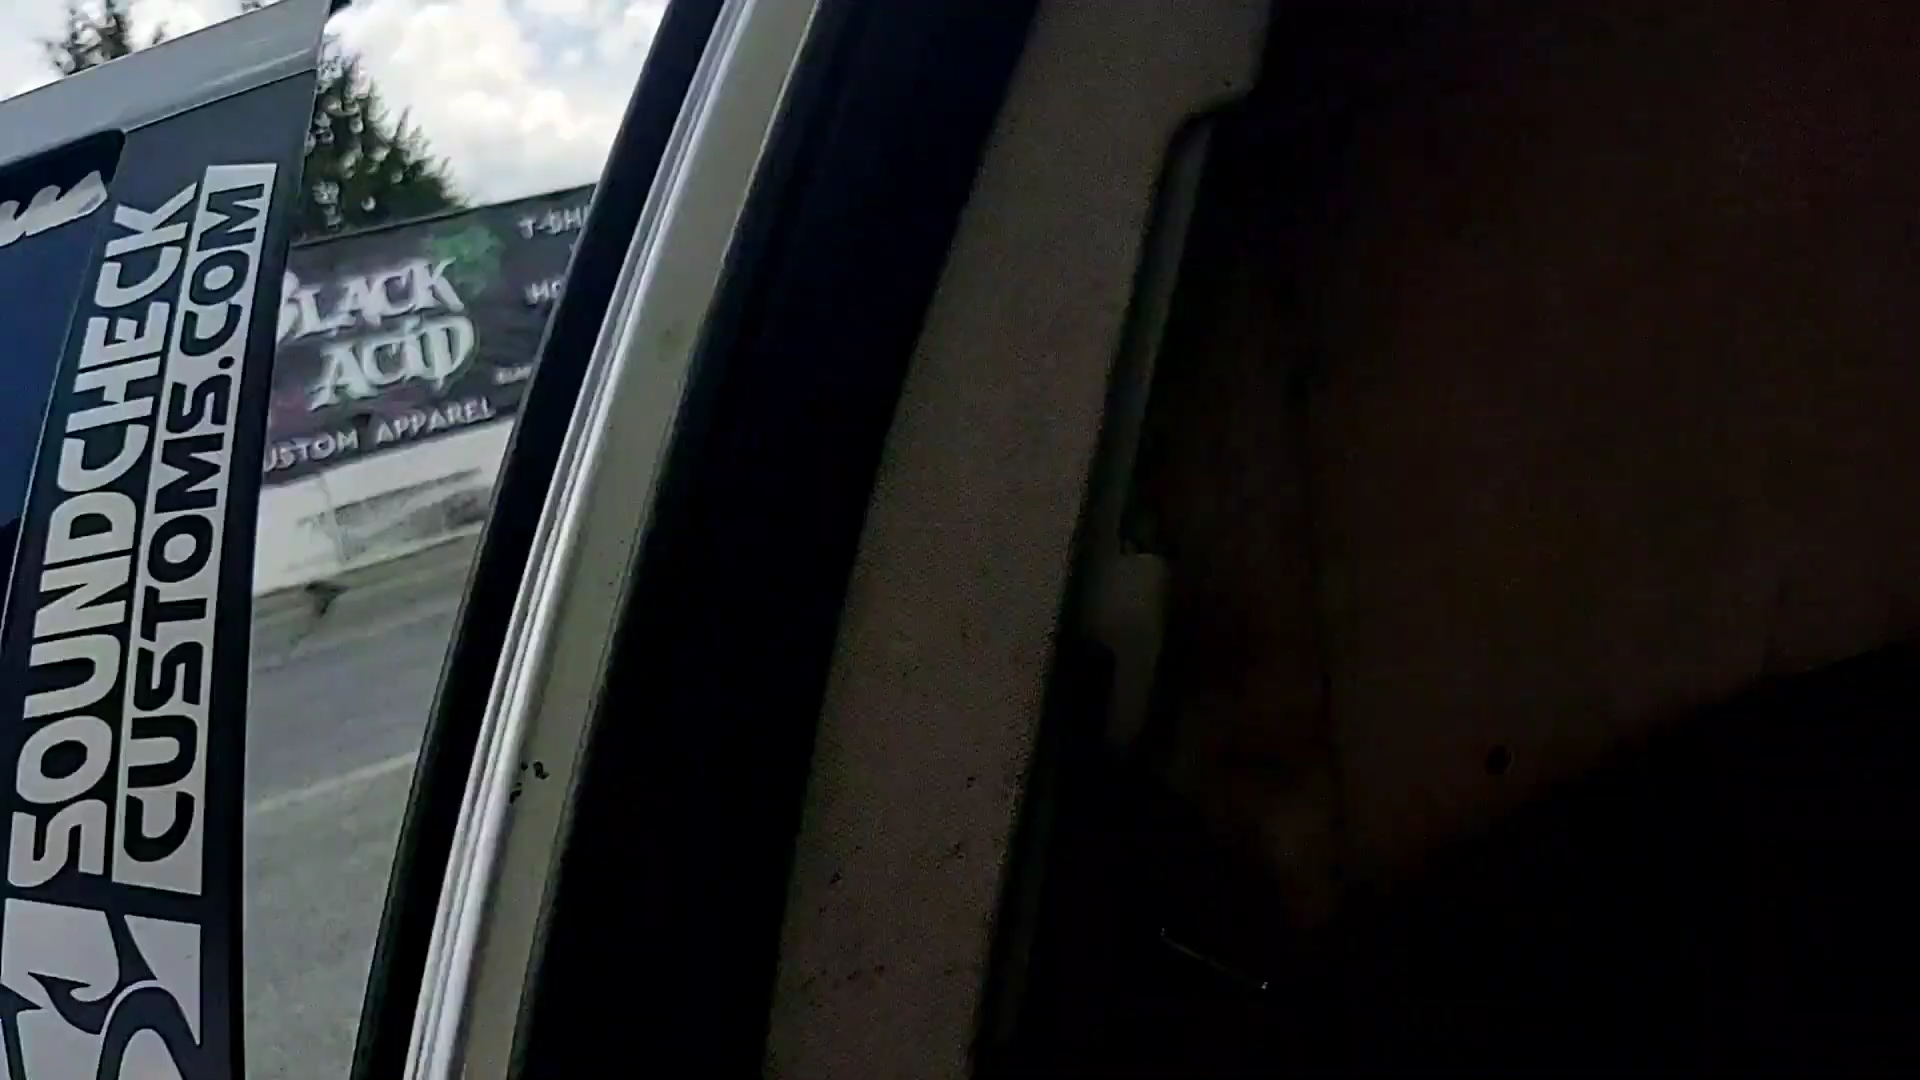 SOUNDCHECK
CUSTOMS.COM
BLACK
ACID
CUSTOM APPAREL